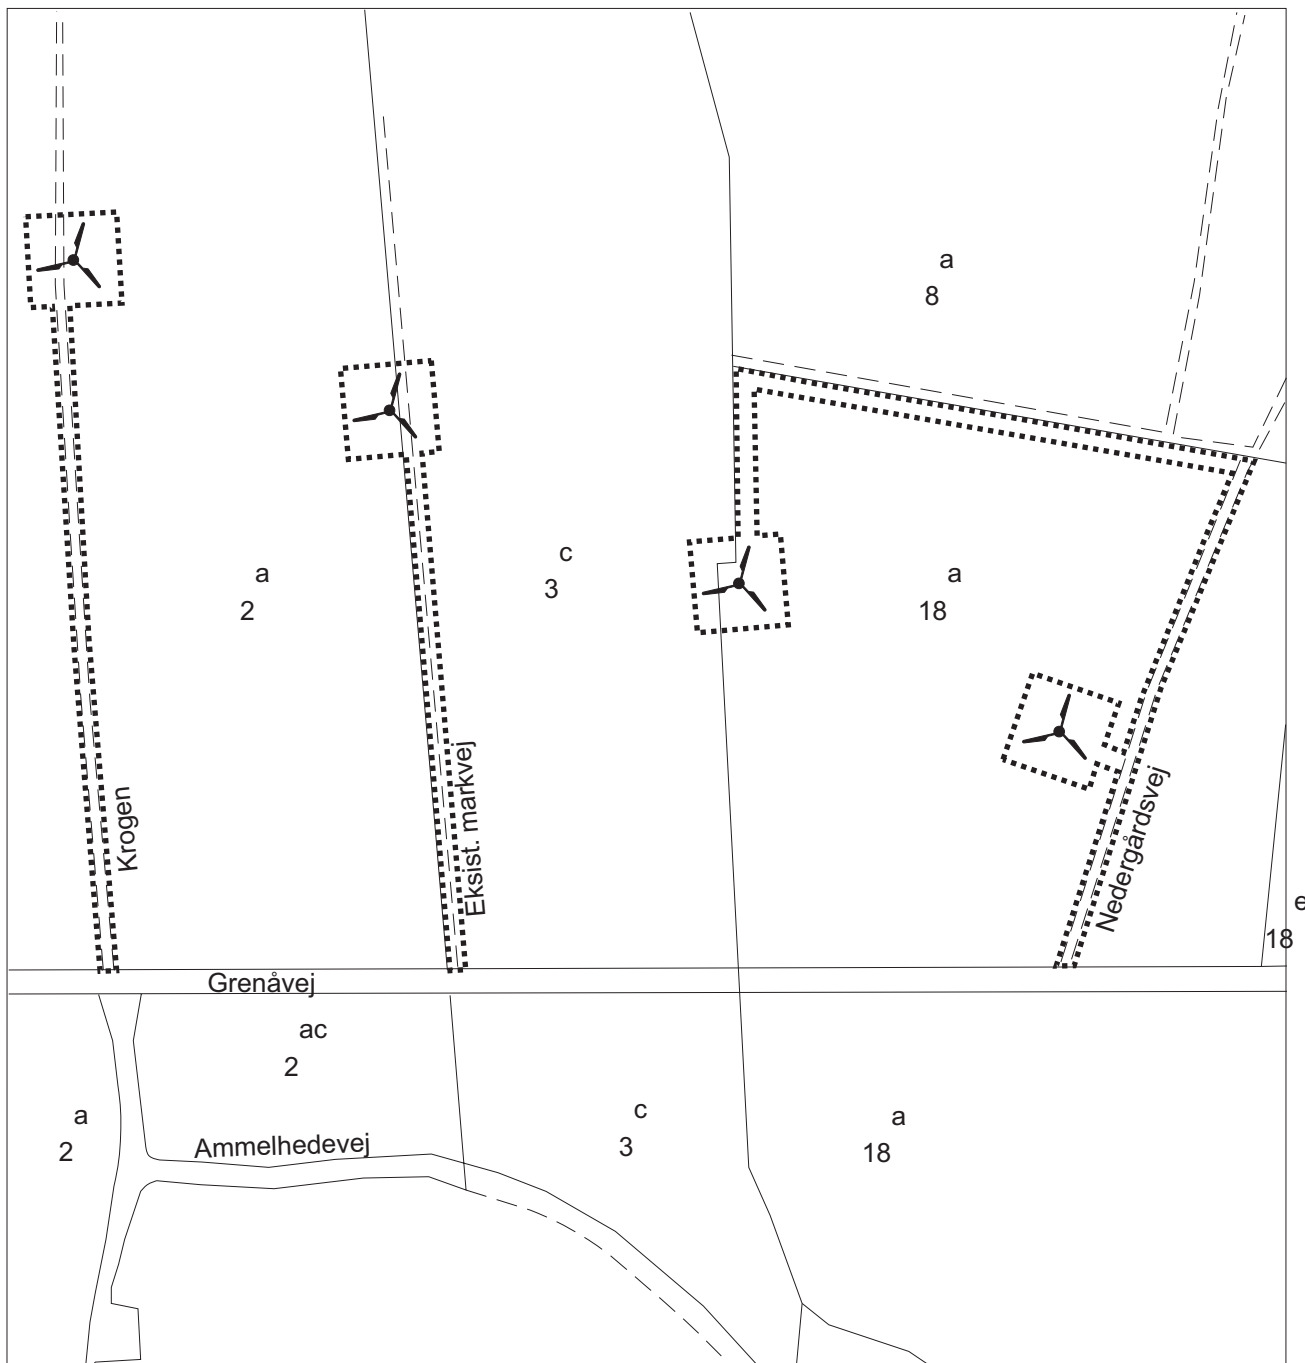 a
8
c
3
a
2
a
18
Krogen
Eksist. markvej
Nedergårdsvej
e
18
Grenåvej
ac
2
a
2
c
3
a
18
Ammelhedevej